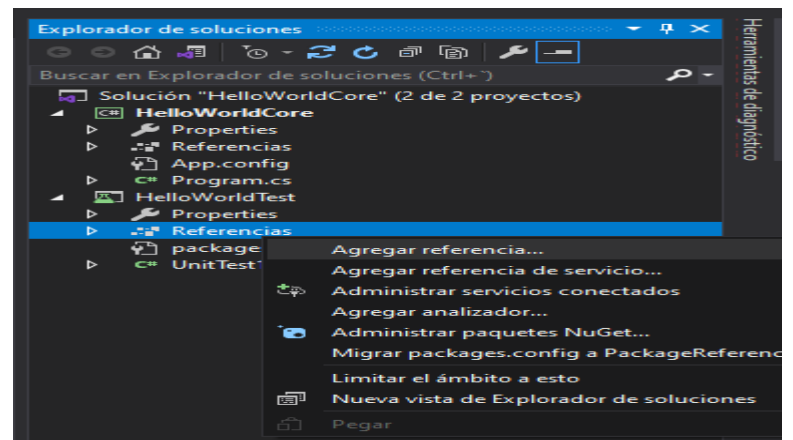 Explorador de soluciones
Buscar en Explorador de soluciones (Ctrl+`)
Solución "HelloWorldCore" (2 de 2 proyectos)
C# HelloWorldCore
Properties
Referencias
App.config
C# Program.cs
HelloWorldTest
Properties
Referencias
package
C# UnitTest
Agregar referencia...
Agregar referencia de servicio...
Administrar servicios conectados
Agregar analizador...
Administrar paquetes NuGet...
Migrar packages.config a PackageReferenc
Limitar el ámbito a esto
Nueva vista de Explorador de soluciones
Pegar
Herramientas de diagnóstico